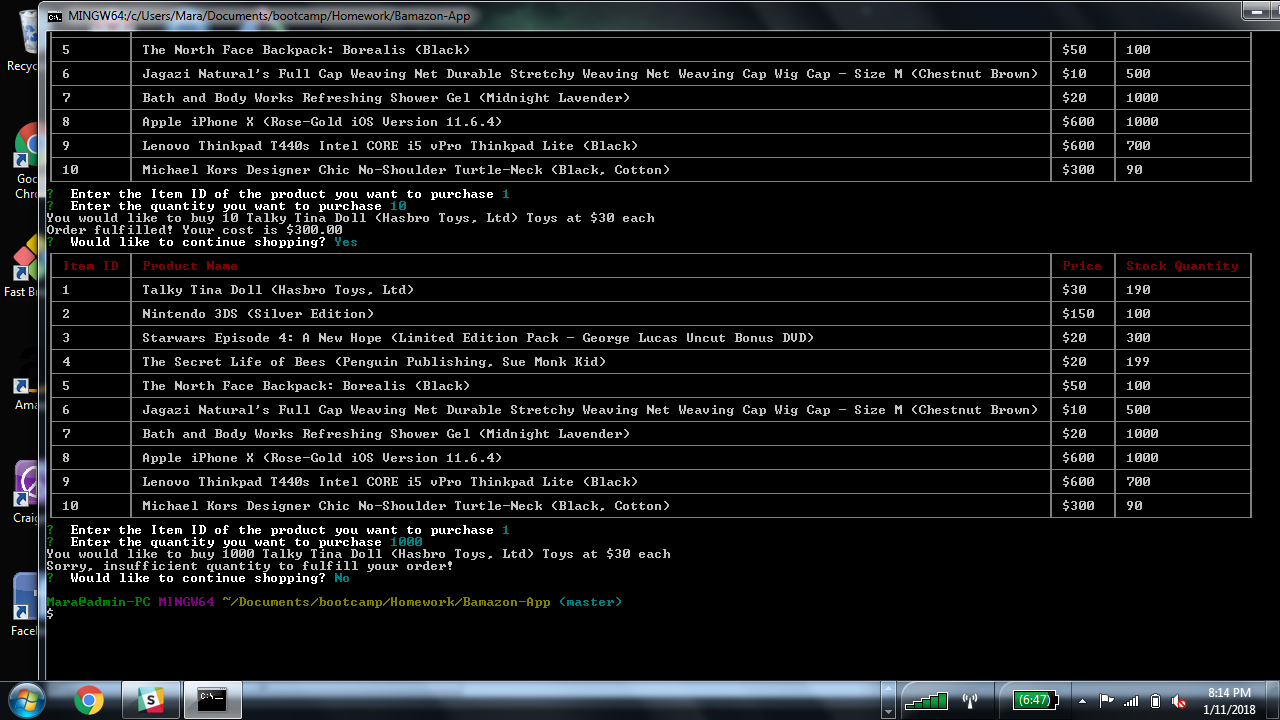 MINGW64:/c/Users/Mara/Documents/bootcamp/Homework/Bamazon-App
5 The North Face Backpack: Borealis (Black) $50 100
6 Jagazi Natural's Full Cap Weaving Net Durable Stretchy Weaving Net Weaving Cap Wig Cap - Size M (Chestnut Brown) $10 500
7 Bath and Body Works Refreshing Shower Gel (Midnight Lavender) $20 1000
8 Apple iPhone X (Rose-Gold iOS Version 11.6.4) $600 1000
9 Lenovo Thinkpad T440s Intel CORE i5 vPro Thinkpad Lite (Black) $600 700
10 Michael Kors Designer Chic No-Shoulder Turtle-Neck (Black, Cotton) $300 90
? Enter the Item ID of the product you want to purchase 1
? Enter the quantity you want to purchase 10
You would like to buy 10 Talky Tina Doll (Hasbro Toys, Ltd) Toys at $30 each
Order fulfilled! Your cost is $300.00
? Would like to continue shopping? Yes
Item ID Product Name Price Stock Quantity
1 Talky Tina Doll (Hasbro Toys, Ltd) $30 190
2 Nintendo 3DS (Silver Edition) $150 100
3 Starwars Episode 4: A New Hope (Limited Edition Pack - George Lucas Uncut Bonus DVD) $20 300
4 The Secret Life of Bees (Penguin Publishing, Sue Monk Kid) $20 199
5 The North Face Backpack: Borealis (Black) $50 100
6 Jagazi Natural's Full Cap Weaving Net Durable Stretchy Weaving Net Weaving Cap Wig Cap - Size M (Chestnut Brown) $10 500
7 Bath and Body Works Refreshing Shower Gel (Midnight Lavender) $20 1000
8 Apple iPhone X (Rose-Gold iOS Version 11.6.4) $600 1000
9 Lenovo Thinkpad T440s Intel CORE i5 vPro Thinkpad Lite (Black) $600 700
10 Michael Kors Designer Chic No-Shoulder Turtle-Neck (Black, Cotton) $300 90
? Enter the Item ID of the product you want to purchase 1
? Enter the quantity you want to purchase 1000
You would like to buy 1000 Talky Tina Doll (Hasbro Toys, Ltd) Toys at $30 each
Sorry, insufficient quantity to fulfill your order!
? Would like to continue shopping? No
Mara@admin-PC MINGW64 ~/Documents/bootcamp/Homework/Bamazon-App (master)
$
Recyc
Goo
Chro
Fast Br
Ama
Craig
Facel
C:\
S
(6:47)
8:14 PM
1/11/2018